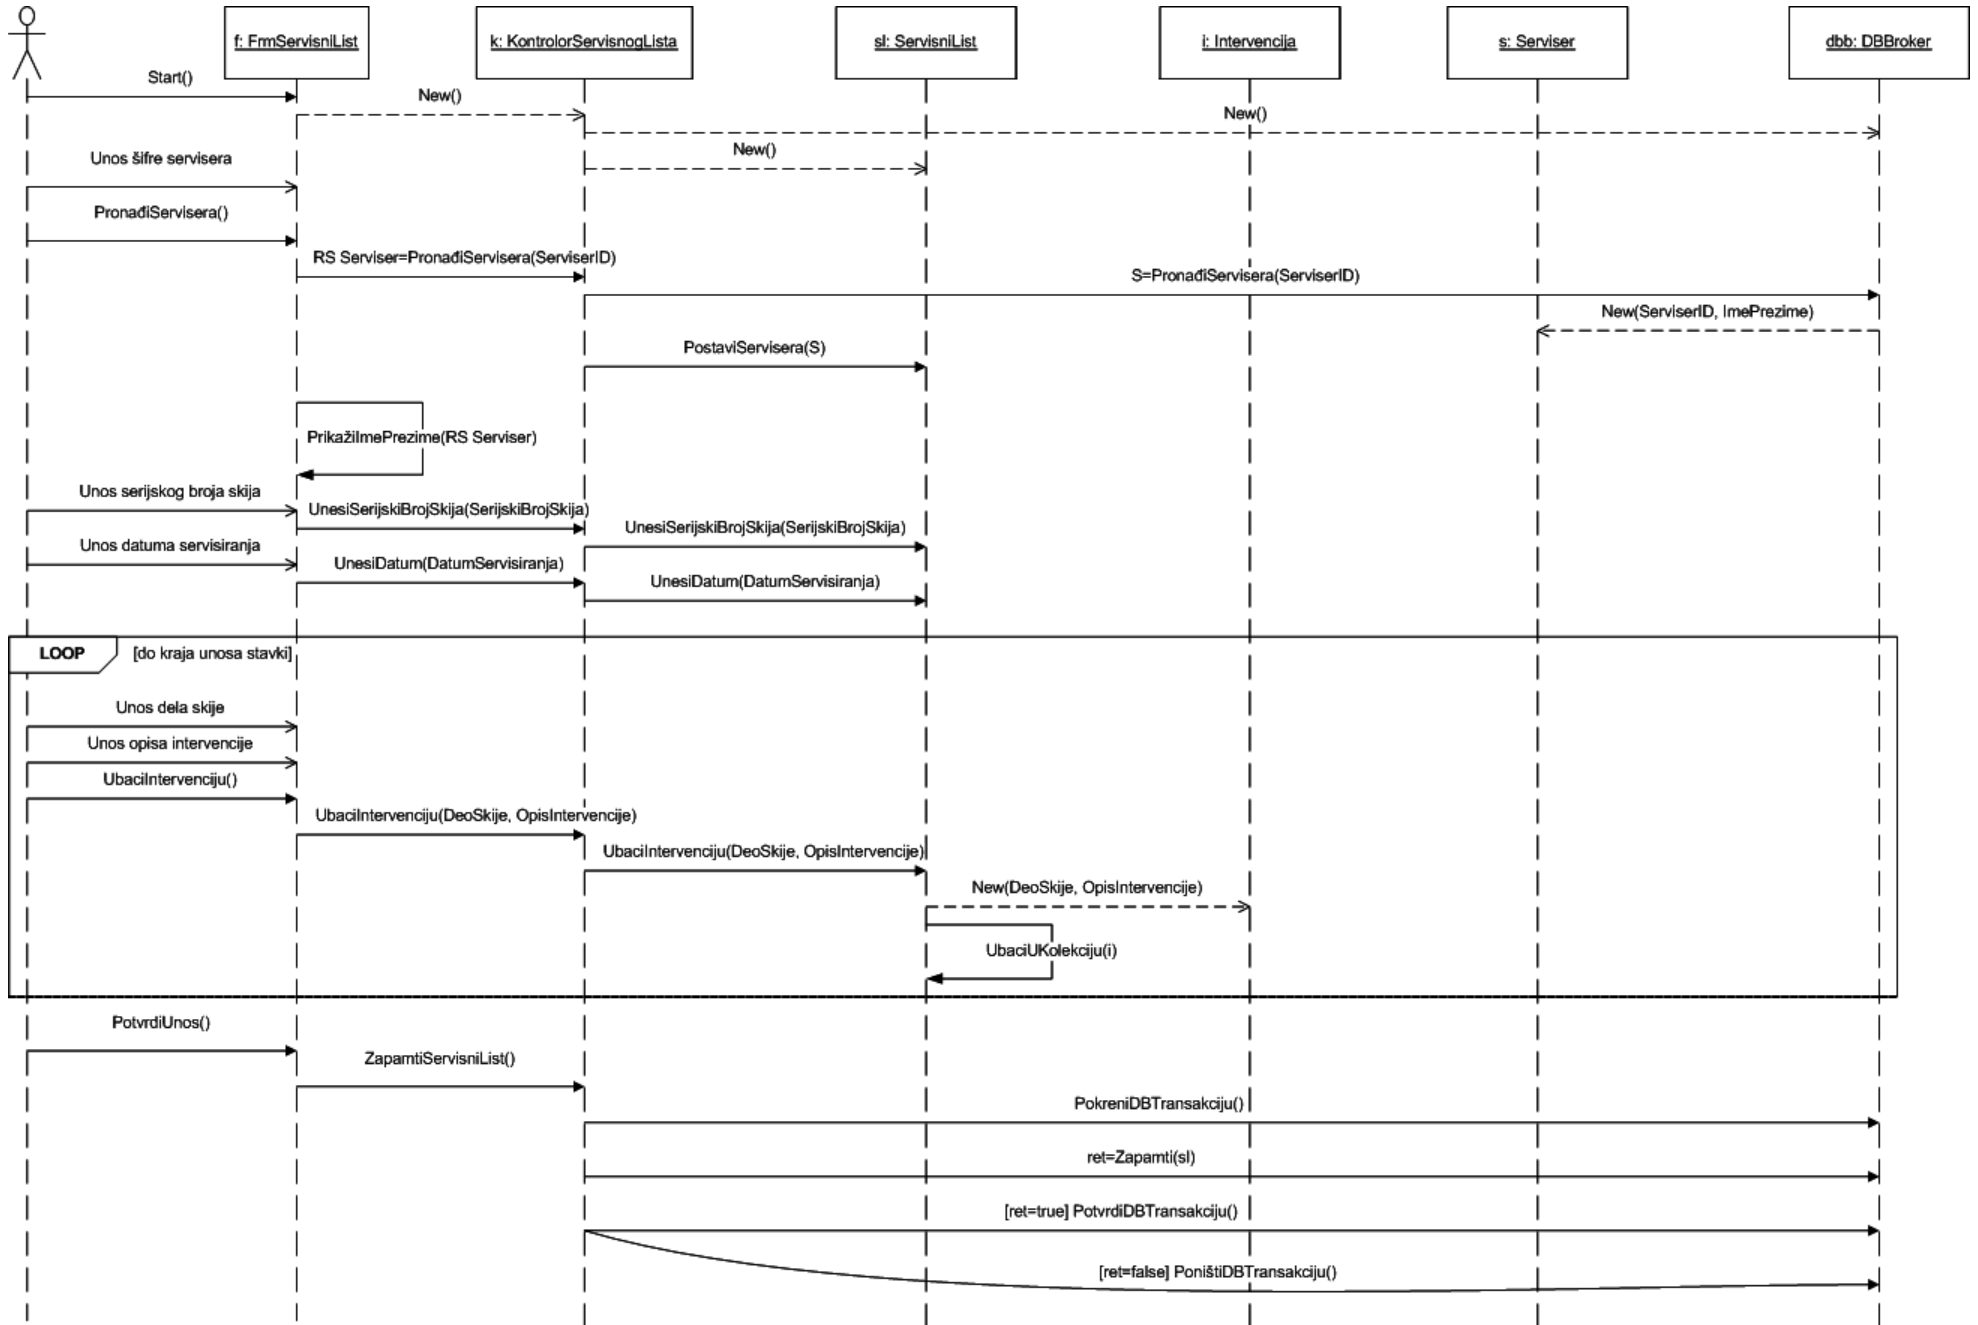 f: FrmServisniList
k: KontrolorServisnogLista
sl: ServisniList
i: Intervencija
s: Serviser
dbb: DBBroker
Start()
New()
New()
New()
Unos šifre servisera
PronađiServisera()
RS Serviser=PronađiServisera(ServiserID)
S=PronađiServisera(ServiserID)
New(ServiserID, ImePrezime)
PostaviServisera(S)
PrikažiImePrezime(RS Serviser)
Unos serijskog broja skija
UnesiSerijskiBrojSkija(SerijskiBrojSkija)
UnesiSerijskiBrojSkija(SerijskiBrojSkija)
Unos datuma servisiranja
UnesiDatum(DatumServisiranja)
UnesiDatum(DatumServisiranja)
LOOP
[do kraja unosa stavki]
Unos dela skije
Unos opisa intervencije
UbaciIntervenciju()
UbaciIntervenciju(DeoSkije, OpisIntervencije)
UbaciIntervenciju(DeoSkije, OpisIntervencije)
New(DeoSkije, OpisIntervencije)
UbaciUKolekciju(i)
PotvrdiUnos()
ZapamtiServisniList()
PokreniDBTransakciju()
ret=Zapamti(sl)
[ret=true] PotvrdiDBTransakciju()
[ret=false] PoništiDBTransakciju()